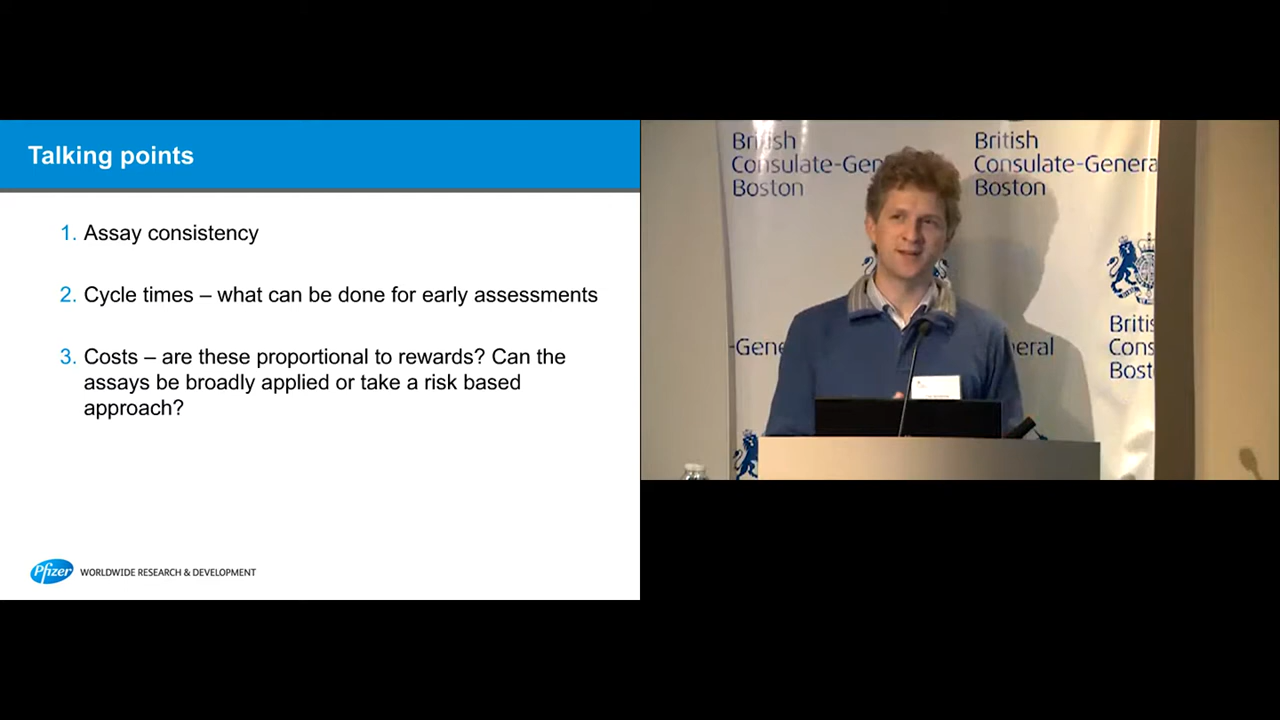 Talking points
1. Assay consistency
2. Cycle times – what can be done for early assessments
3. Costs – are these proportional to rewards? Can the
assays be broadly applied or take a risk based
approach?
Pfizer WORLDWIDE RESEARCH & DEVELOPMENT
British
Consulate-Gen
Boston
British
Consulate-General
Boston
-Gene
eral
Britis
Cons
Bost